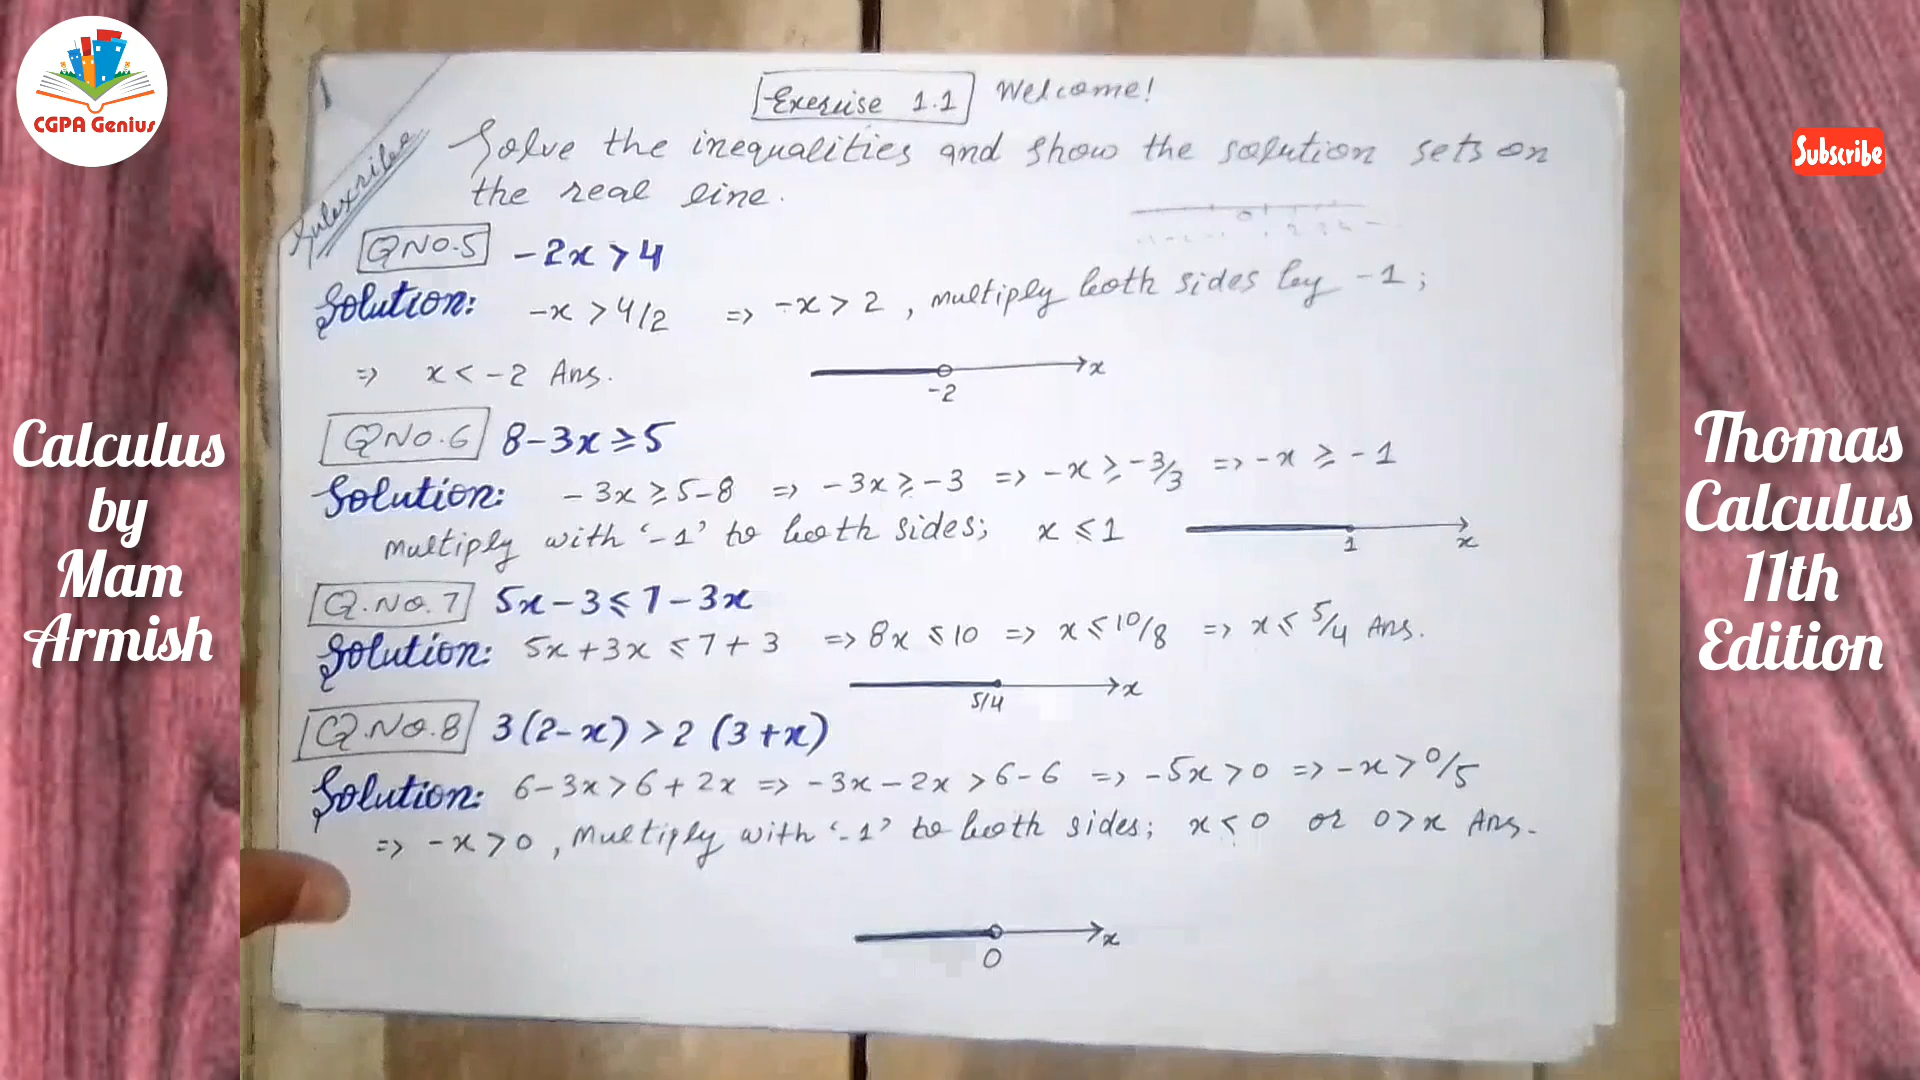 CGPA Genius
Calculus
by
Mam
Armish
Subscribe
Exercise 1.1 Welcome!
Solve the inequalities and show the solution sets on
the real line.
Q NO.5 -2x > 4
Solution: -x > 4/2 => -x > 2 , multiply both sides by -1 ;
=> x < -2 Ans.
-2 x
Q NO.6 8-3x ≥ 5
Solution: -3x ≥ 5-8 => -3x ≥ -3 => -x ≥ -3/3 => -x ≥ -1
Multiply with '-1' to both sides; x ≤ 1
1 x
Q.NO.7 5x-3 ≤ 7-3x
Solution: 5x+3x ≤ 7+3 => 8x ≤ 10 => x ≤ 10/8 => x ≤ 5/4 Ans.
5/4 x
Q.NO.8 3(2-x) > 2 (3+x)
Solution: 6-3x > 6+2x => -3x-2x > 6-6 => -5x > 0 => -x > 0/5
=> -x > 0 , Multiply with '-1' to both sides; x < 0 or 0 > x Ans.
0 x
Subscribe
Thomas
Calculus
11th
Edition